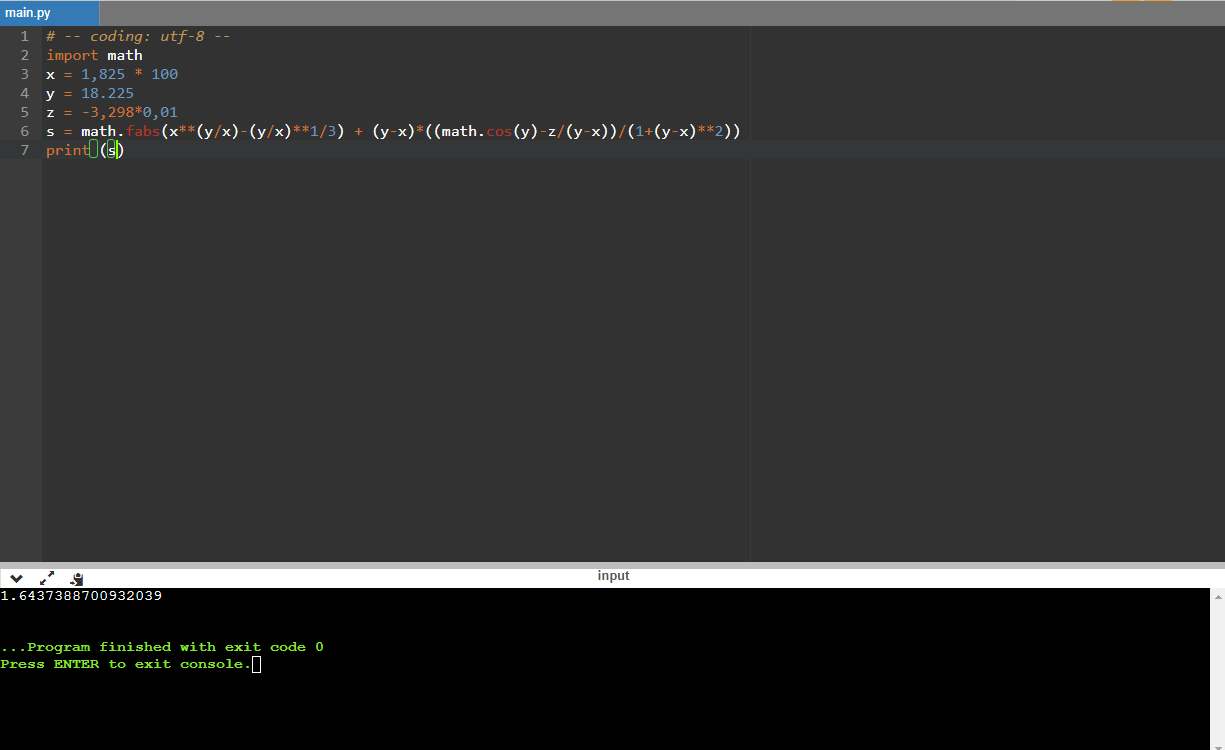 main.py
1 # -- coding: utf-8 --
2 import math
3 x = 1,825 * 100
4 y = 18.225
5 z = -3,298*0,01
6 s = math.fabs(x**(y/x)-(y/x)**1/3) + (y-x)*((math.cos(y)-z/(y-x))/(1+(y-x)**2))
7 print (s)
input
1.6437388700932039
...Program finished with exit code 0
Press ENTER to exit console.